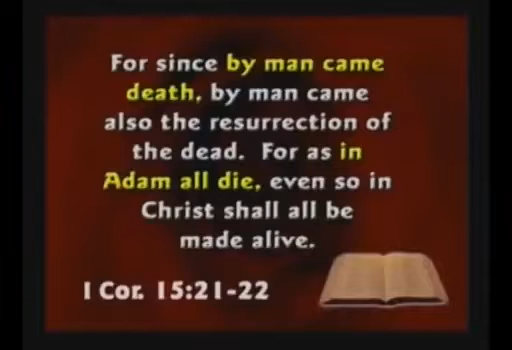 For since by man came
death, by man came
also the resurrection of
the dead. For as in
Adam all die, even so in
Christ shall all be
made alive.
1 Cor. 15:21-22